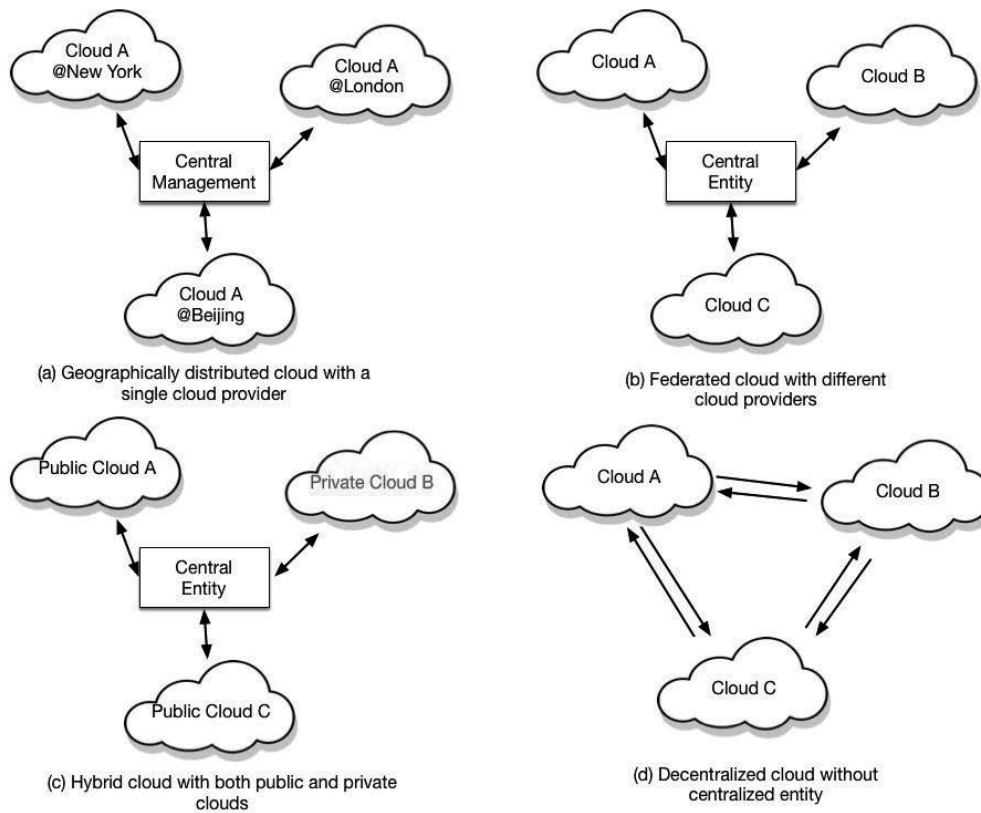 Cloud A
@New York
Cloud A
@London
Central
Management
Cloud A
@Beijing
(a) Geographically distributed cloud with a
single cloud provider
Cloud A
Cloud B
Central
Entity
Cloud C
(b) Federated cloud with different
cloud providers
Public Cloud A
Private Cloud B
Central
Entity
Public Cloud C
(c) Hybrid cloud with both public and private
clouds
Cloud A
Cloud B
Cloud C
(d) Decentralized cloud without
centralized entity